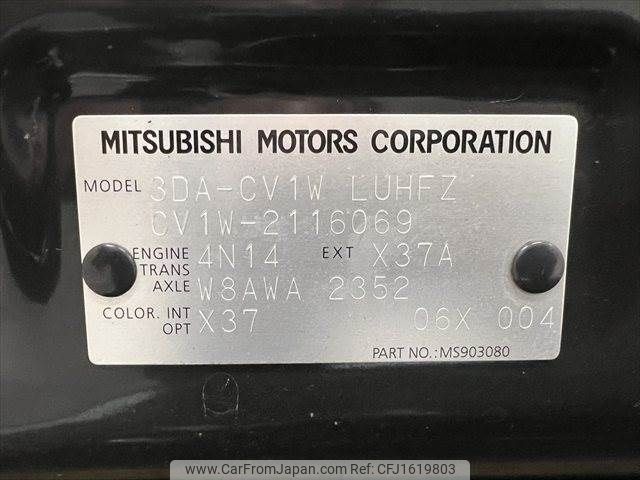 MITSUBISHI MOTORS CORPORATION
MODEL 3DA-CV1W LUHFZ
CV1W-2116069
ENGINE 4N14 EXT X37A
TRANS
AXLE W8AWA 2352
COLOR. INT X37 06X 004
OPT
PART NO.:MS903080
www.CarFromJapan.com Ref:CFJ1619803